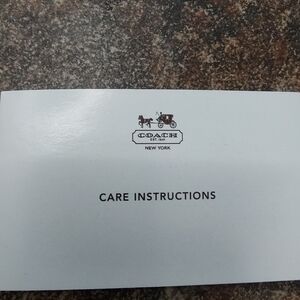 COACH
EST. 1941
NEW YORK
CARE INSTRUCTIONS